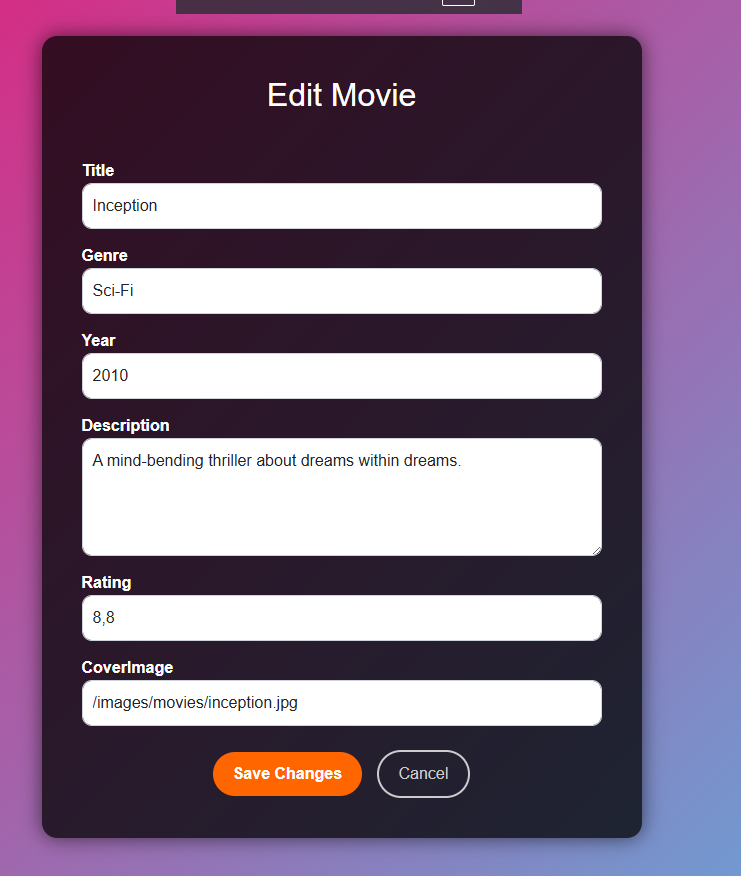 Edit Movie
Title
Inception
Genre
Sci-Fi
Year
2010
Description
A mind-bending thriller about dreams within dreams.
Rating
8,8
CoverImage
/images/movies/inception.jpg
Save Changes
Cancel